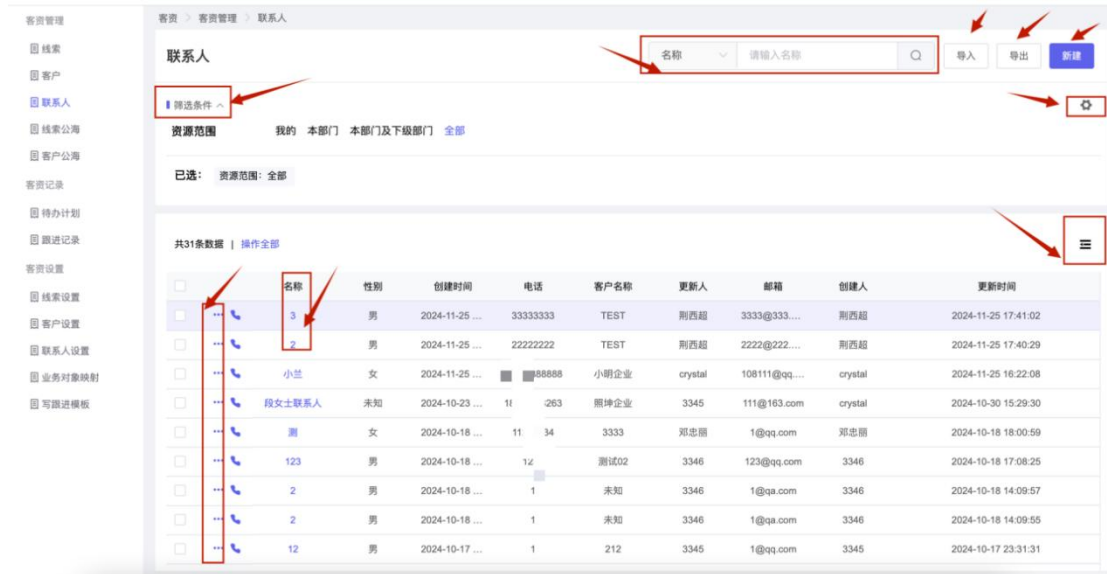 客资管理
线索
客户
联系人
线索公海
客户公海
客资记录
待办计划
跟进记录
客资设置
线索设置
客户设置
联系人设置
业务对象映射
写跟进模板
客资 > 客资管理 > 联系人
联系人
名称 请输入名称 导入 导出 新建
筛选条件
资源范围 我的 本部门 本部门及下级部门 全部
已选: 资源范围: 全部
共31条数据 | 操作全部
名称 性别 创建时间 电话 客户名称 更新人 邮箱 创建人 更新时间
3 男 2024-11-25 ... 33333333 TEST 荆西超 3333@333.... 荆西超 2024-11-25 17:41:02
2 男 2024-11-25 ... 22222222 TEST 荆西超 2222@222.... 荆西超 2024-11-25 17:40:29
小兰 女 2024-11-25 ... 小明企业 crystal 108111@qq.... crystal 2024-11-25 16:22:08
段女士联系人 未知 2024-10-23 ... 照坤企业 3345 111@163.com crystal 2024-10-30 15:29:30
测 女 2024-10-18 ... 3333 邓忠丽 1@qq.com 邓忠丽 2024-10-18 18:00:59
123 男 2024-10-18 ... 测试02 3346 123@qq.com 3346 2024-10-18 17:08:25
2 男 2024-10-18 ... 1 未知 3346 1@qa.com 3346 2024-10-18 14:09:57
2 男 2024-10-18 ... 1 未知 3346 1@qa.com 3346 2024-10-18 14:09:55
12 男 2024-10-17 ... 1 212 3345 1@qq.com 3345 2024-10-17 23:31:31